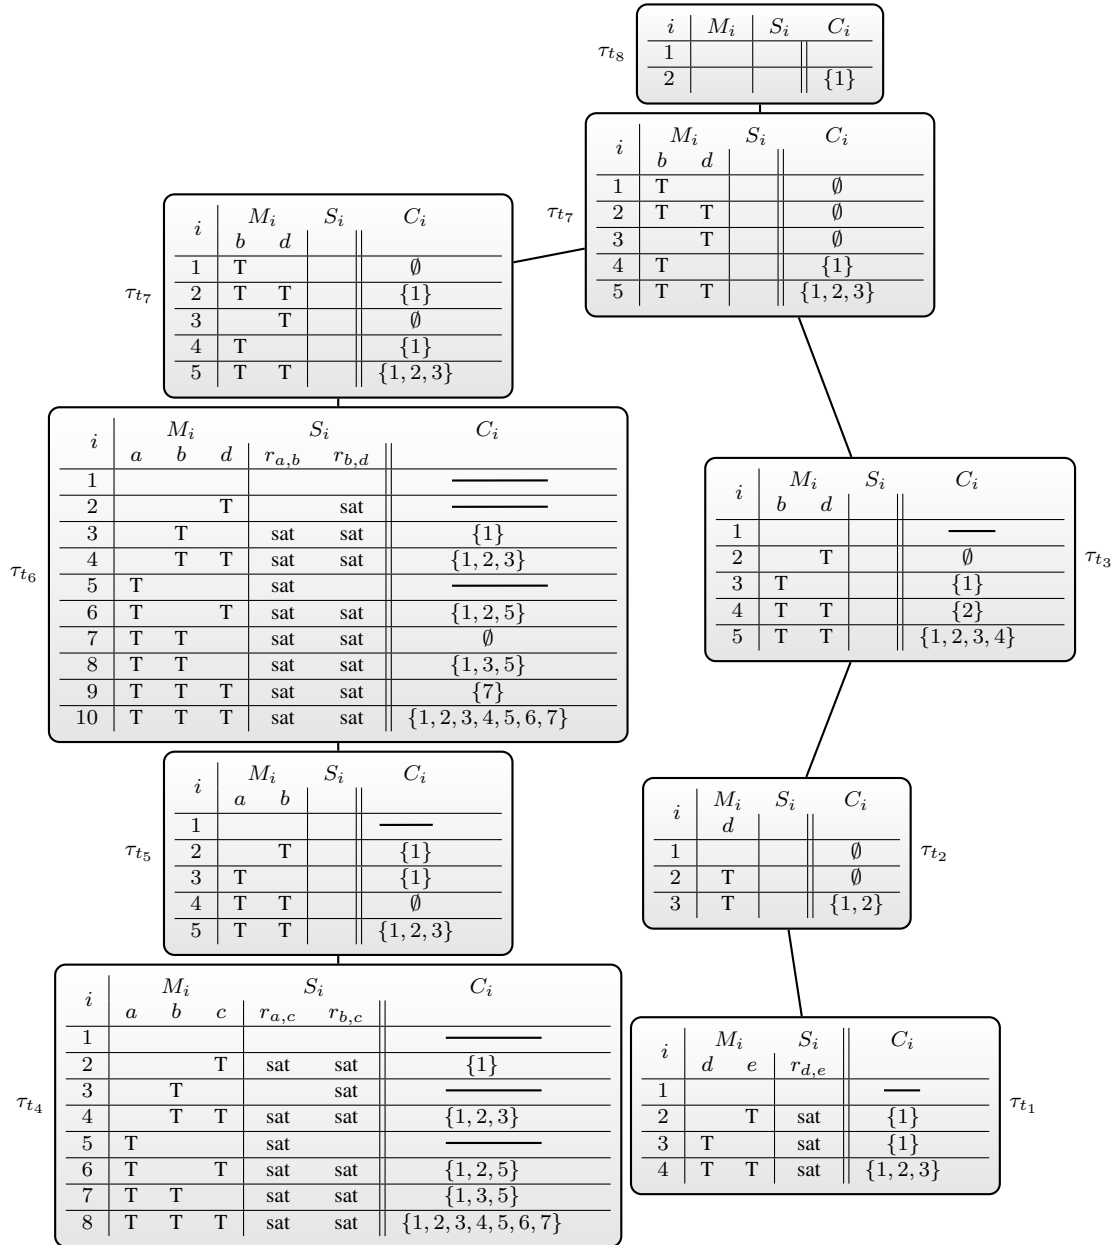 i M_i S_i C_i
1
2 {1}
τ_{t_8}
i M_i S_i C_i
b d
1 T ∅
2 T T ∅
3 T ∅
4 T {1}
5 T T {1, 2, 3}
τ_{t_7}
i M_i S_i C_i
b d
1 T ∅
2 T T {1}
3 T ∅
4 T {1}
5 T T {1, 2, 3}
τ_{t_7}
i M_i S_i C_i
a b d r_{a,b} r_{b,d}
1
2 T sat
3 T sat sat {1}
4 T T sat sat {1, 2, 3}
5 T sat
6 T T sat sat {1, 2, 5}
7 T T sat sat ∅
8 T T sat sat {1, 3, 5}
9 T T T sat sat {7}
10 T T T sat sat {1, 2, 3, 4, 5, 6, 7}
τ_{t_6}
i M_i S_i C_i
b d
1
2 T ∅
3 T {1}
4 T T {2}
5 T T {1, 2, 3, 4}
τ_{t_3}
i M_i S_i C_i
a b
1
2 T {1}
3 T {1}
4 T T ∅
5 T T {1, 2, 3}
τ_{t_5}
i M_i S_i C_i
d
1 ∅
2 T ∅
3 T {1, 2}
τ_{t_2}
i M_i S_i C_i
a b c r_{a,c} r_{b,c}
1
2 T sat sat {1}
3 T sat
4 T T sat sat {1, 2, 3}
5 T sat
6 T T sat sat {1, 2, 5}
7 T T sat sat {1, 3, 5}
8 T T T sat sat {1, 2, 3, 4, 5, 6, 7}
τ_{t_4}
i M_i S_i C_i
d e r_{d,e}
1
2 T sat {1}
3 T sat {1}
4 T T sat {1, 2, 3}
τ_{t_1}